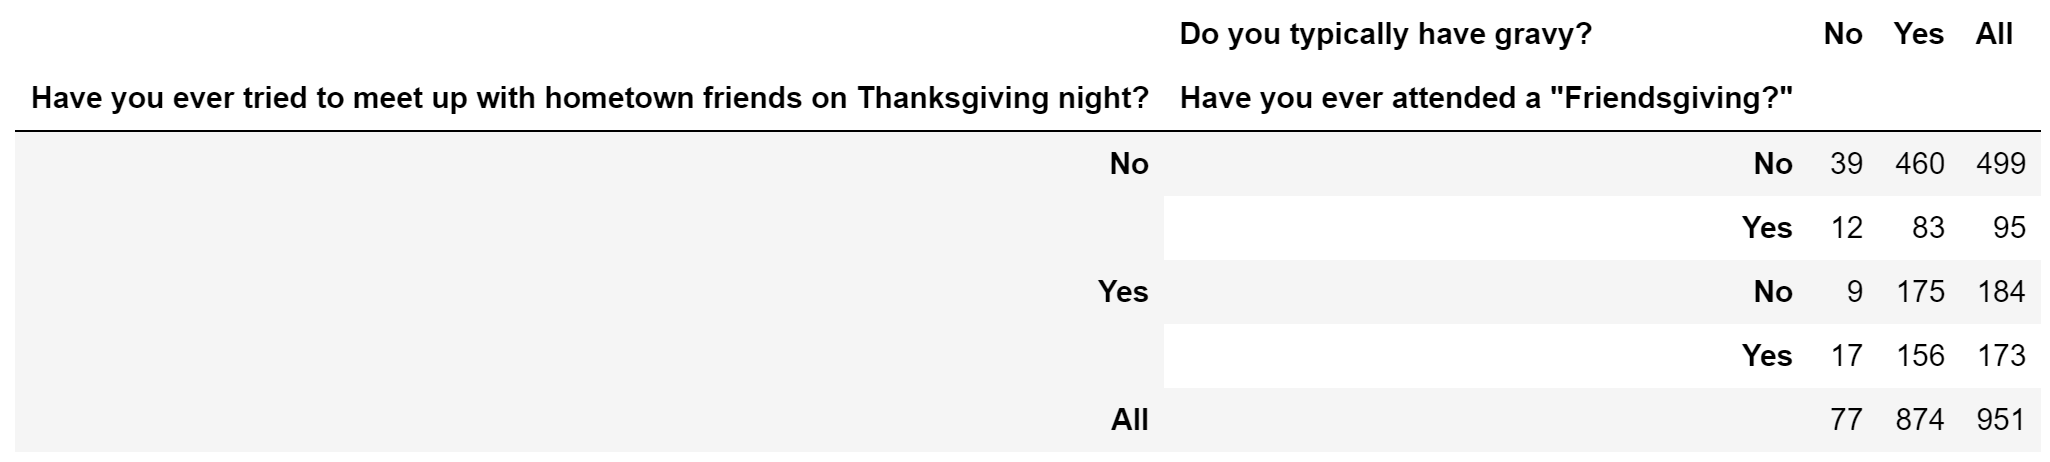 Do you typically have gravy? No Yes All
Have you ever tried to meet up with hometown friends on Thanksgiving night? Have you ever attended a "Friendsgiving?"
No No 39 460 499
Yes 12 83 95
Yes No 9 175 184
Yes 17 156 173
All 77 874 951